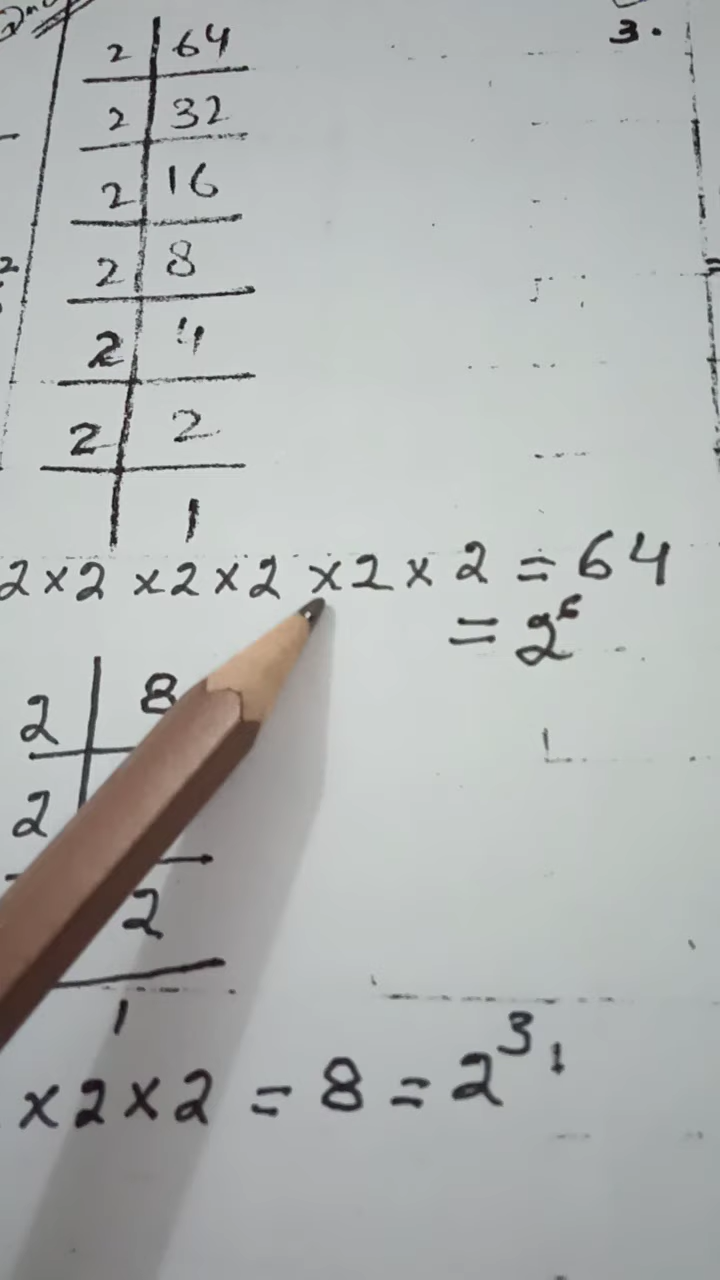 3.
2 | 64
2 | 32
2 | 16
2 | 8
2 | 4
2 | 2
1
2 × 2 × 2 × 2 × 2 × 2 = 64
= 2⁶
2 | 8
2
2
1
× 2 × 2 = 8 = 2³